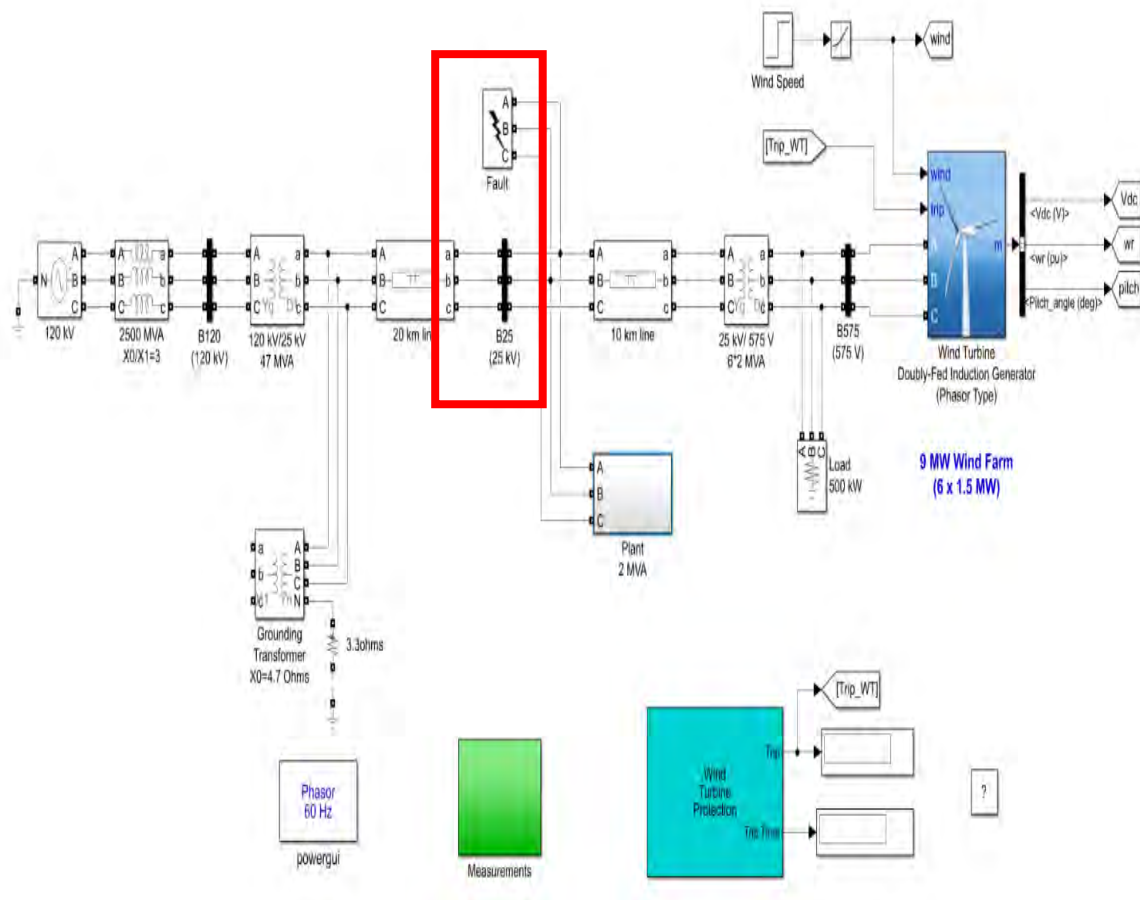 Wind Speed
wind
[Trip_WT]
wind
trip
A
B
C
m
<Vdc (V)>
<wr (pu)>
<Pitch_angle (deg)>
Vdc
wr
pitch
Wind Turbine
Doubly-Fed Induction Generator
(Phasor Type)
9 MW Wind Farm
(6 x 1.5 MW)
A
B
C
Fault
N
A
B
C
120 kV
A
B
C
a
b
c
2500 MVA
X0/X1=3
B120
(120 kV)
A
B
C
a
b
c
120 kV/25 kV
47 MVA
A
B
C
a
b
c
20 km line
B25
(25 kV)
A
B
C
a
b
c
10 km line
A
B
C
a
b
c
25 kV/ 575 V
6*2 MVA
B575
(575 V)
A B C
Load
500 kW
A
B
C
Plant
2 MVA
a
b
c
A
B
C
N
Grounding
Transformer
X0=4.7 Ohms
3.3ohms
Phasor
60 Hz
powergui
Measurements
Wind
Turbine
Protection
Trip
Trip Time
[Trip_WT]
?